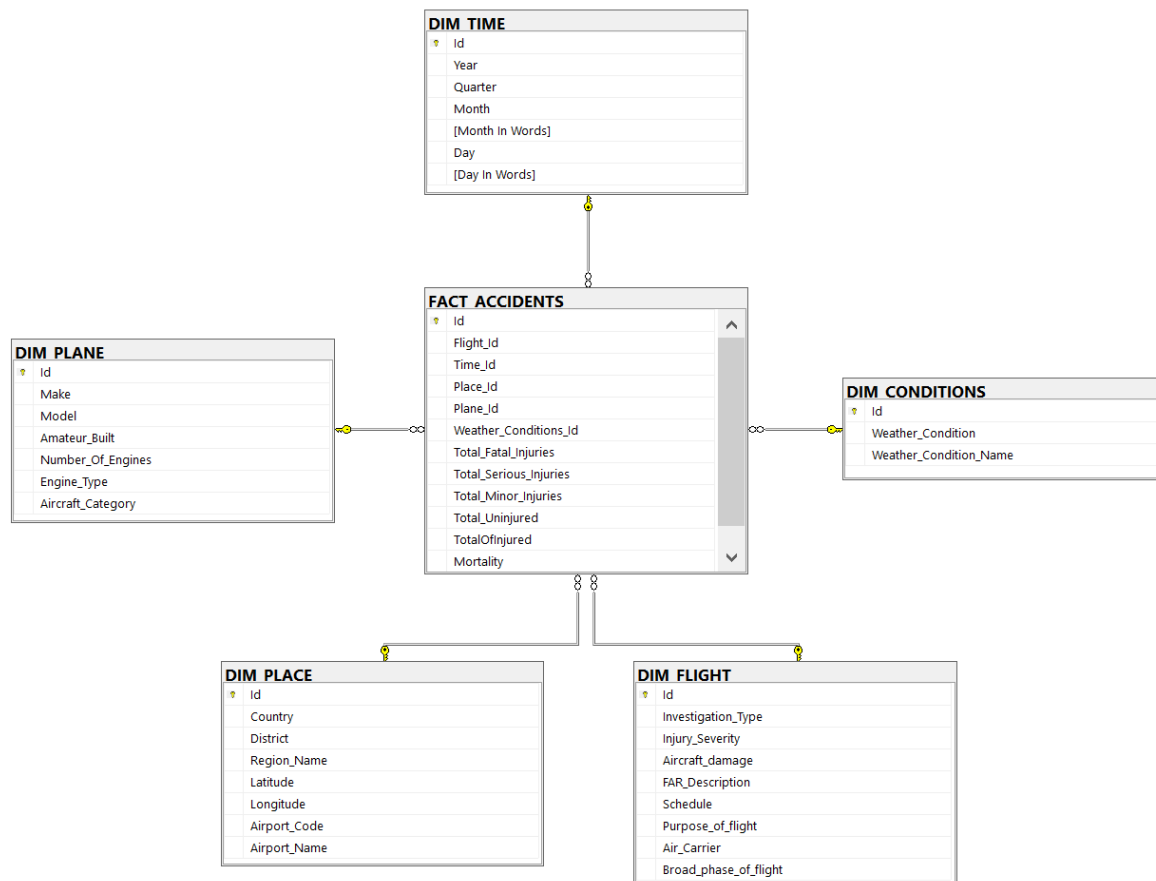 DIM_TIME
Id
Year
Quarter
Month
[Month In Words]
Day
[Day In Words]
FACT_ACCIDENTS
Id
Flight_Id
Time_Id
Place_Id
Plane_Id
Weather_Conditions_Id
Total_Fatal_Injuries
Total_Serious_Injuries
Total_Minor_Injuries
Total_Uninjured
TotalOfInjured
Mortality
DIM_PLANE
Id
Make
Model
Amateur_Built
Number_Of_Engines
Engine_Type
Aircraft_Category
DIM_CONDITIONS
Id
Weather_Condition
Weather_Condition_Name
DIM_PLACE
Id
Country
District
Region_Name
Latitude
Longitude
Airport_Code
Airport_Name
DIM_FLIGHT
Id
Investigation_Type
Injury_Severity
Aircraft_damage
FAR_Description
Schedule
Purpose_of_flight
Air_Carrier
Broad_phase_of_flight